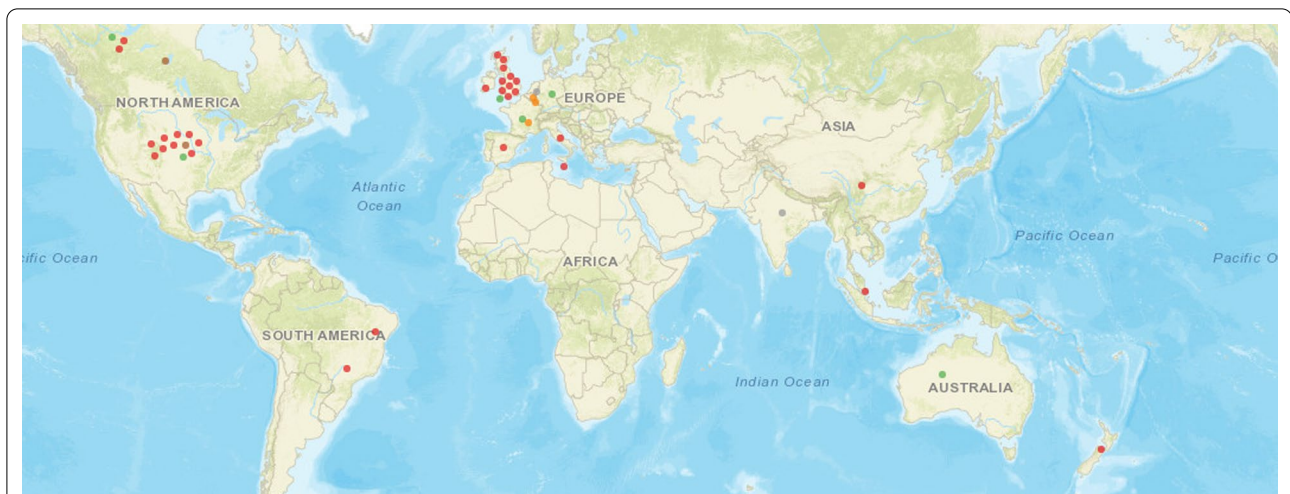 NORTH AMERICA
EUROPE
ASIA
Atlantic
Ocean
Pacific Ocean
cific Ocean
AFRICA
Pacific O
SOUTH AMERICA
Indian Ocean
AUSTRALIA